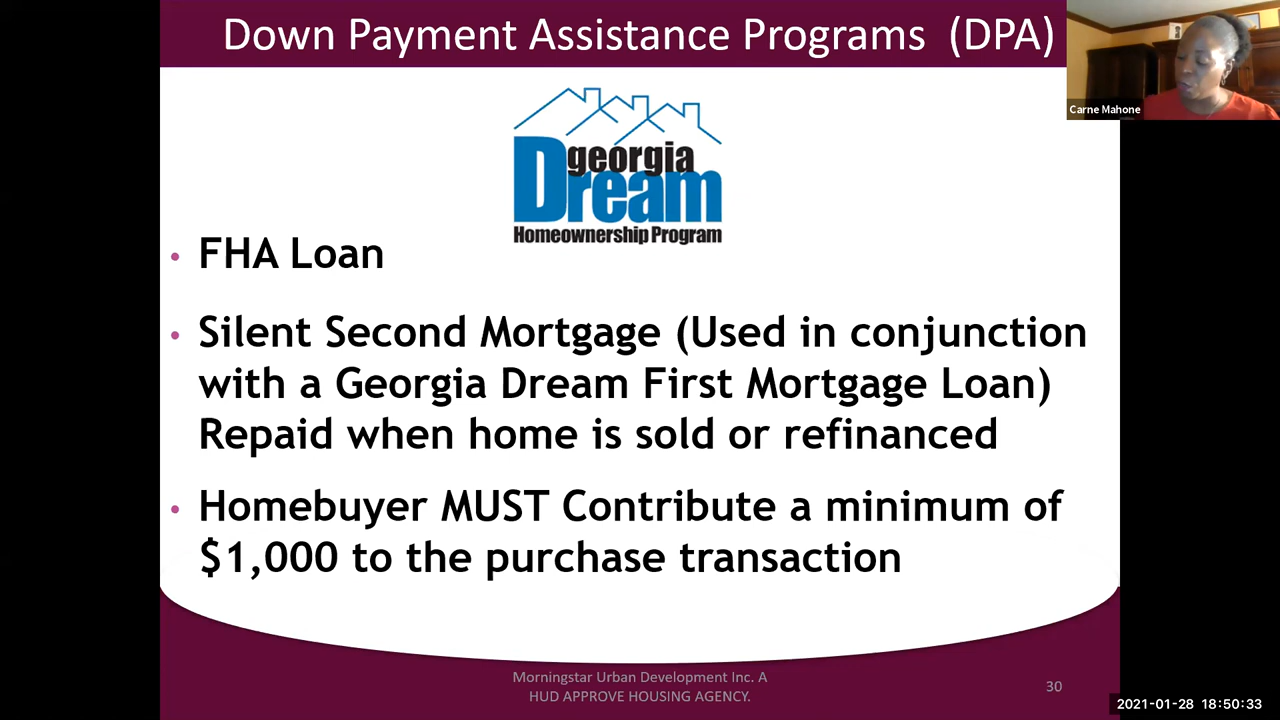 Down Payment Assistance Programs (DPA)
Carne Mahone
georgia
Dream
Homeownership Program
• FHA Loan
• Silent Second Mortgage (Used in conjunction
with a Georgia Dream First Mortgage Loan)
Repaid when home is sold or refinanced
• Homebuyer MUST Contribute a minimum of
$1,000 to the purchase transaction
Morningstar Urban Development Inc. A
HUD APPROVE HOUSING AGENCY.
30
2021-01-28 18:50:33